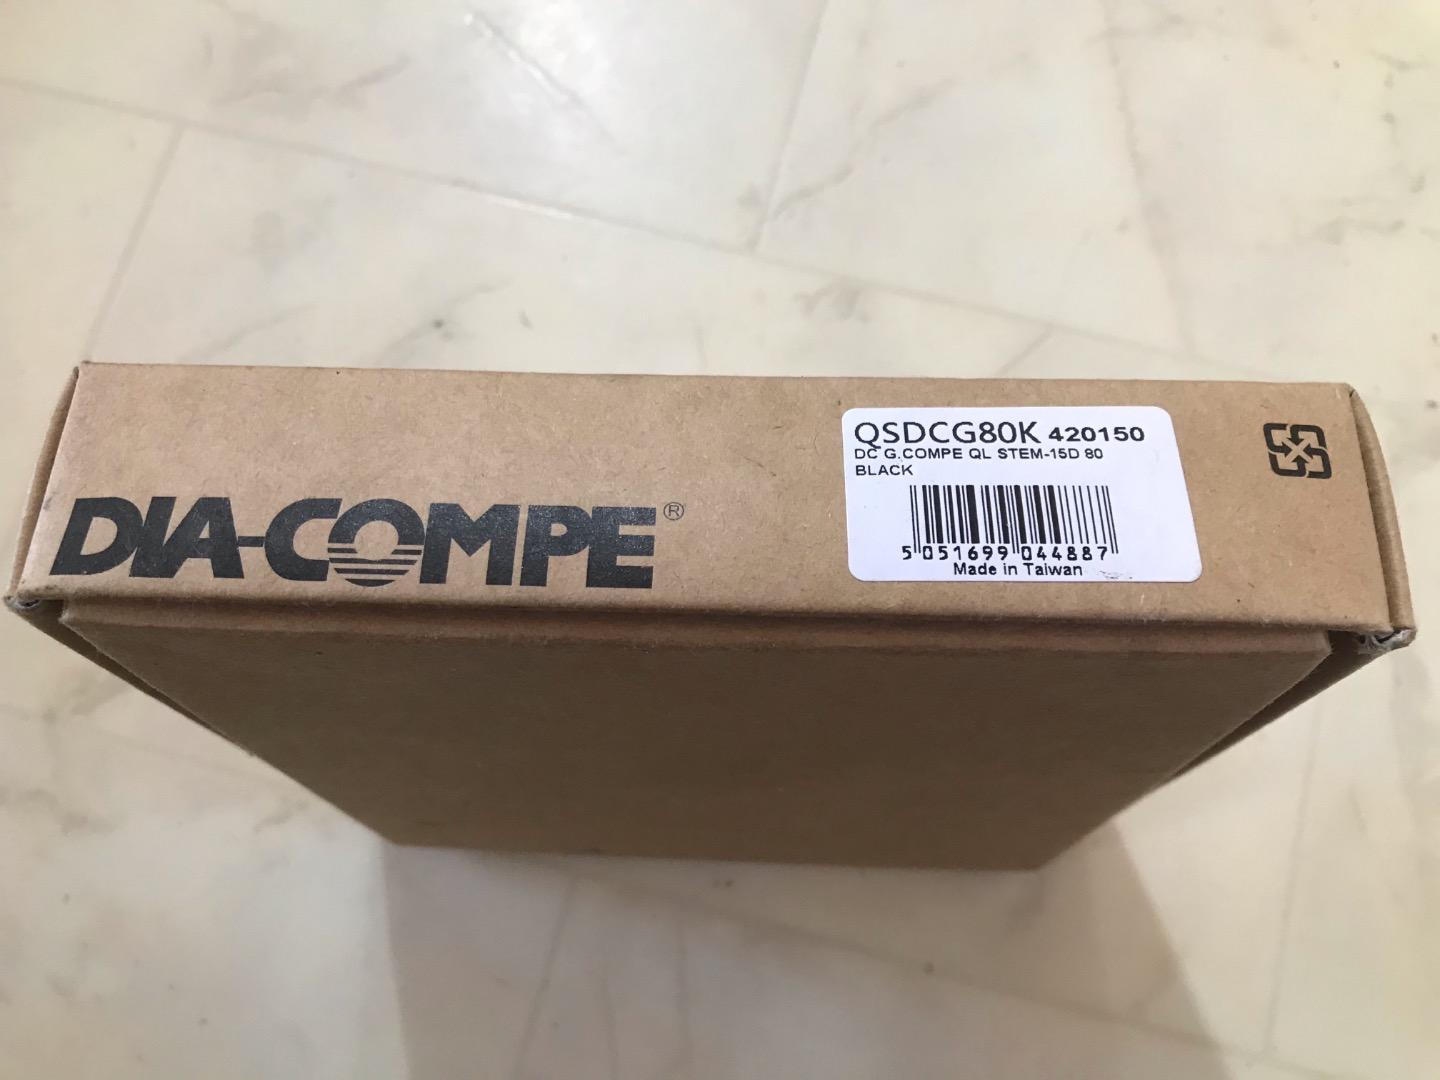 DIA-COMPE®
QSDCG80K 420150
DC G.COMPE QL STEM-15D 80
BLACK
5 051699 044887
Made in Taiwan